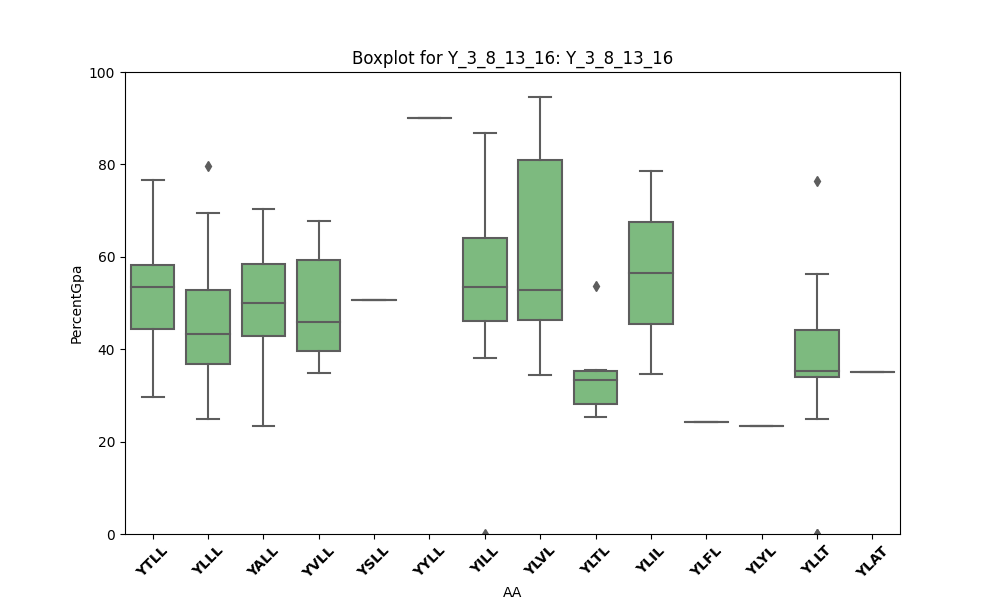 Boxplot for Y_3_8_13_16: Y_3_8_13_16
100
80
60
40
20
0
PercentGpa
YTLL YLLL YALL YVLL YSLL YYLL YILL YLVL YLTL YLIL YLFL YLYL YLLT YLAT
AA